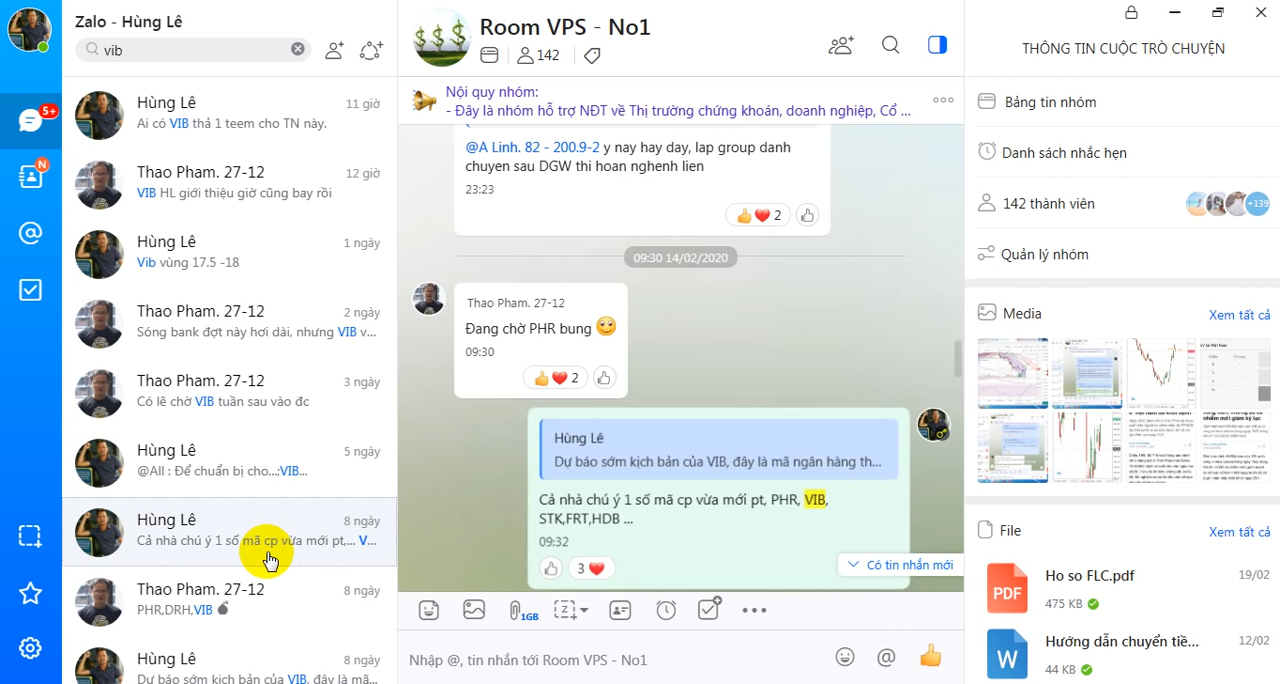 Zalo - Hùng Lê
vib
5+
N
Hùng Lê
11 giờ
Ai có VIB thả 1 teem cho TN này.
Thao Pham. 27-12
12 giờ
VIB HL giới thiệu giờ cũng bay rồi
Hùng Lê
1 ngày
Vib vùng 17.5 -18
Thao Pham. 27-12
2 ngày
Sóng bank đợt này hơi dài, nhưng VIB v...
Thao Pham. 27-12
3 ngày
Có lẽ chờ VIB tuần sau vào đc
Hùng Lê
5 ngày
@All : Để chuẩn bị cho...;VIB...
Hùng Lê
8 ngày
Cả nhà chú ý 1 số mã cp vừa mới pt,... V...
Thao Pham. 27-12
8 ngày
PHR,DRH,VIB
Hùng Lê
8 ngày
Dự báo sớm kịch bản của VIB, đây là mã...
Room VPS - No1
142
Nội quy nhóm:
- Đây là nhóm hỗ trợ NĐT về Thị trường chứng khoán, doanh nghiệp, Cổ ...
@A Linh. 82 - 200.9-2 y nay hay day, lap group danh
chuyen sau DGW thi hoan nghenh lien
23:23
2
09:30 14/02/2020
Thao Pham. 27-12
Đang chờ PHR bung
09:30
2
Hùng Lê
Dự báo sớm kịch bản của VIB, đây là mã ngân hàng th...
Cả nhà chú ý 1 số mã cp vừa mới pt, PHR, VIB,
STK,FRT,HDB ...
09:32
3
Có tin nhắn mới
1GB
Nhập @, tin nhắn tới Room VPS - No1
THÔNG TIN CUỘC TRÒ CHUYỆN
Bảng tin nhóm
Danh sách nhắc hẹn
142 thành viên
+139
Quản lý nhóm
Media
Xem tất cả
File
Xem tất cả
PDF
Ho so FLC.pdf
19/02
475 KB
W
Hướng dẫn chuyển tiề...
12/02
44 KB